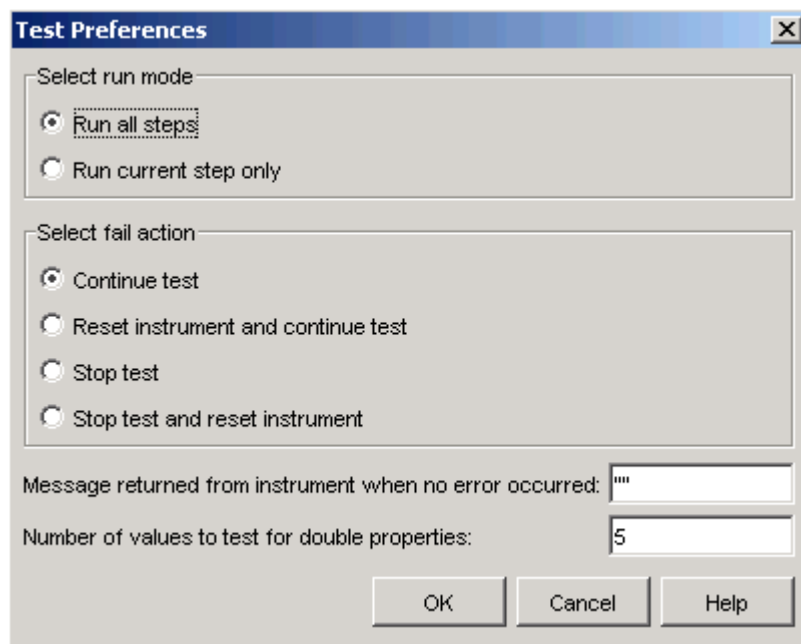 Test Preferences
Select run mode
Run all steps
Run current step only
Select fail action
Continue test
Reset instrument and continue test
Stop test
Stop test and reset instrument
Message returned from instrument when no error occurred: ""
Number of values to test for double properties: 5
OK Cancel Help